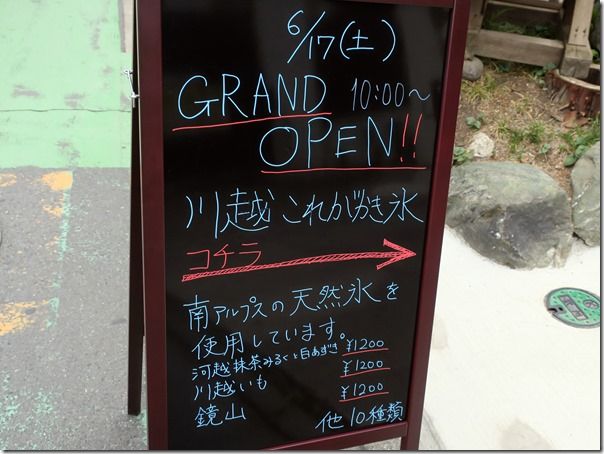 6/17(土)
GRAND 10:00~
OPEN!!
川越 これがかき氷
コチラ
南アルプスの天然氷を
使用しています。
河越抹茶みるくと白あずき ¥1200
川越いも ¥1200
鏡山 ¥1200
他10種類